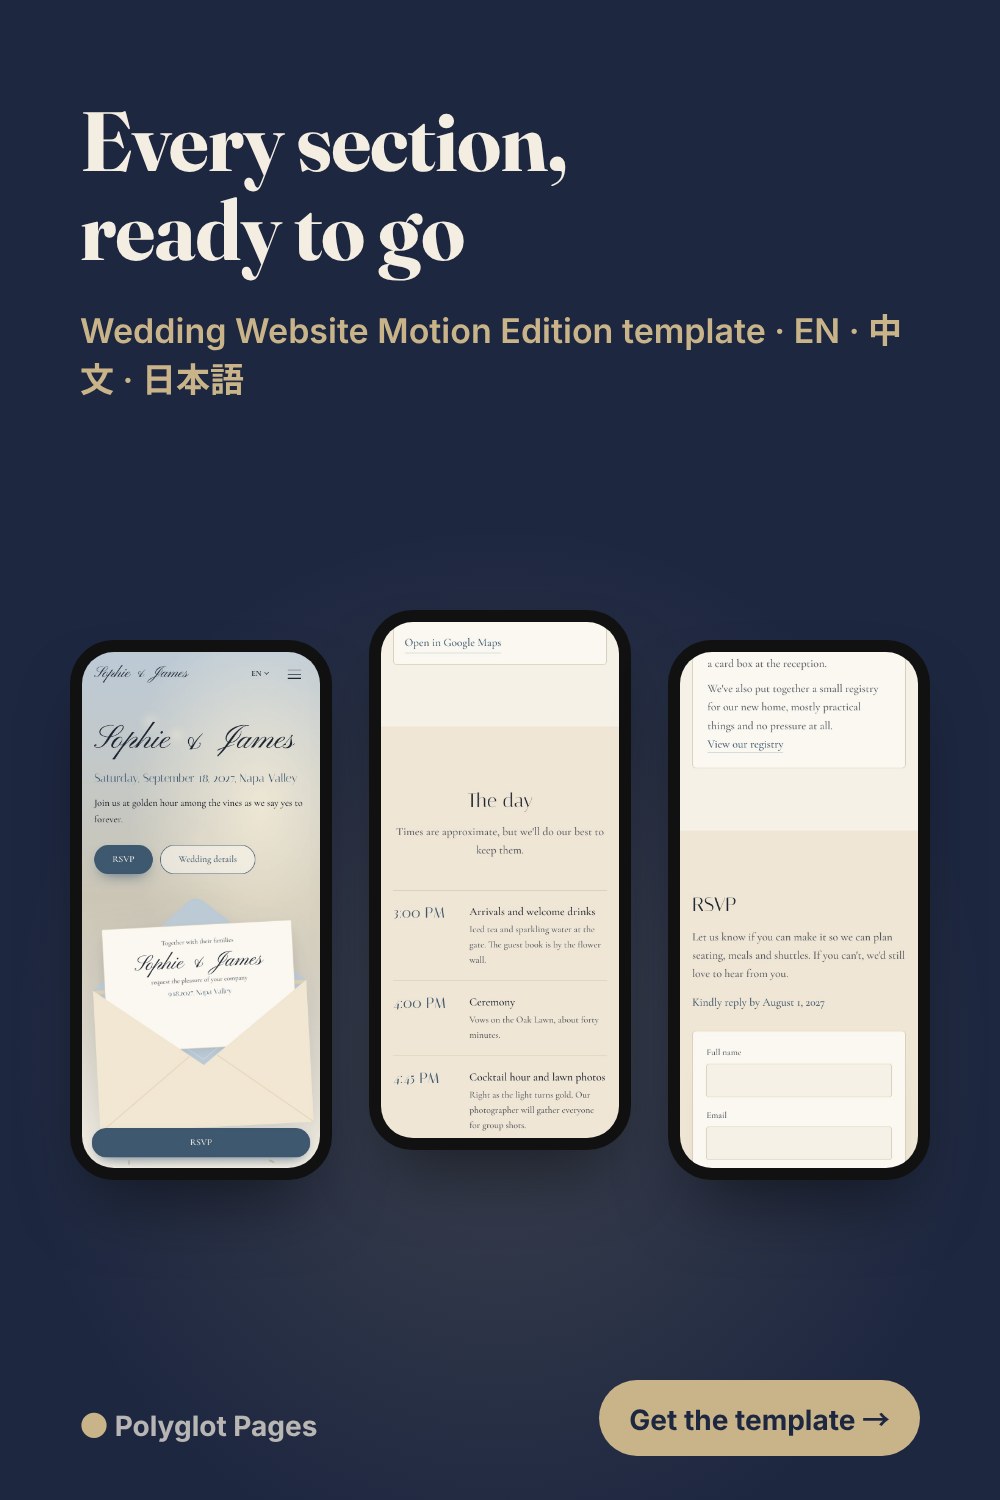 Every section,
ready to go
Wedding Website Motion Edition template · EN · 中
文 · 日本語
Sophie & James
EN
Sophie & James
Saturday, September 18, 2027, Napa Valley
Join us at golden hour among the vines as we say yes to
forever.
RSVP
Wedding details
Together with their families
Sophie & James
request the pleasure of your company
9.18.2027 Napa Valley
RSVP
Open in Google Maps
The day
Times are approximate, but we'll do our best to
keep them.
3:00 PM
Arrivals and welcome drinks
Iced tea and sparkling water at the
gate. The guest book is by the flower
wall.
4:00 PM
Ceremony
Vows on the Oak Lawn, about forty
minutes.
4:45 PM
Cocktail hour and lawn photos
Right as the light turns gold. Our
photographer will gather everyone
for group shots.
a card box at the reception.
We've also put together a small registry
for our new home, mostly practical
things and no pressure at all.
View our registry
RSVP
Let us know if you can make it so we can plan
seating, meals and shuttles. If you can't, we'd still
love to hear from you.
Kindly reply by August 1, 2027
Full name
Email
Polyglot Pages
Get the template →